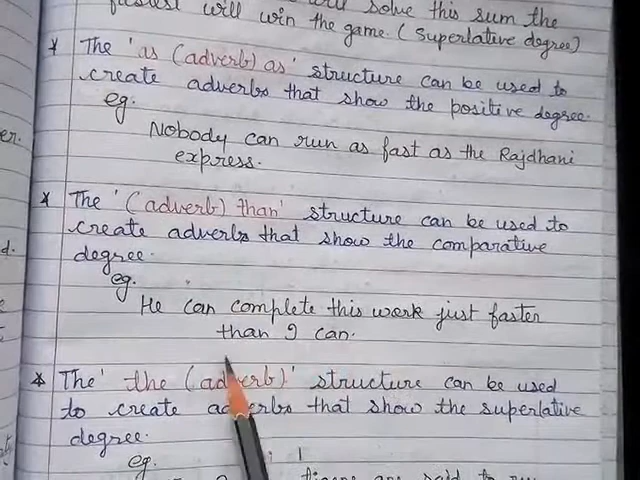 will solve this sum the
fastest will win the game. (Superlative degree)
* The 'as (adverb) as' structure can be used to
create adverbs that show the positive degree.
eg.
Nobody can run as fast as the Rajdhani
express.
* The '(adverb) than' structure can be used to
create adverbs that show the comparative
degree.
eg.
He can complete this work just faster
than I can.
* The 'the (adverb)' structure can be used
to create adverbs that show the superlative
degree.
eg.
are said to